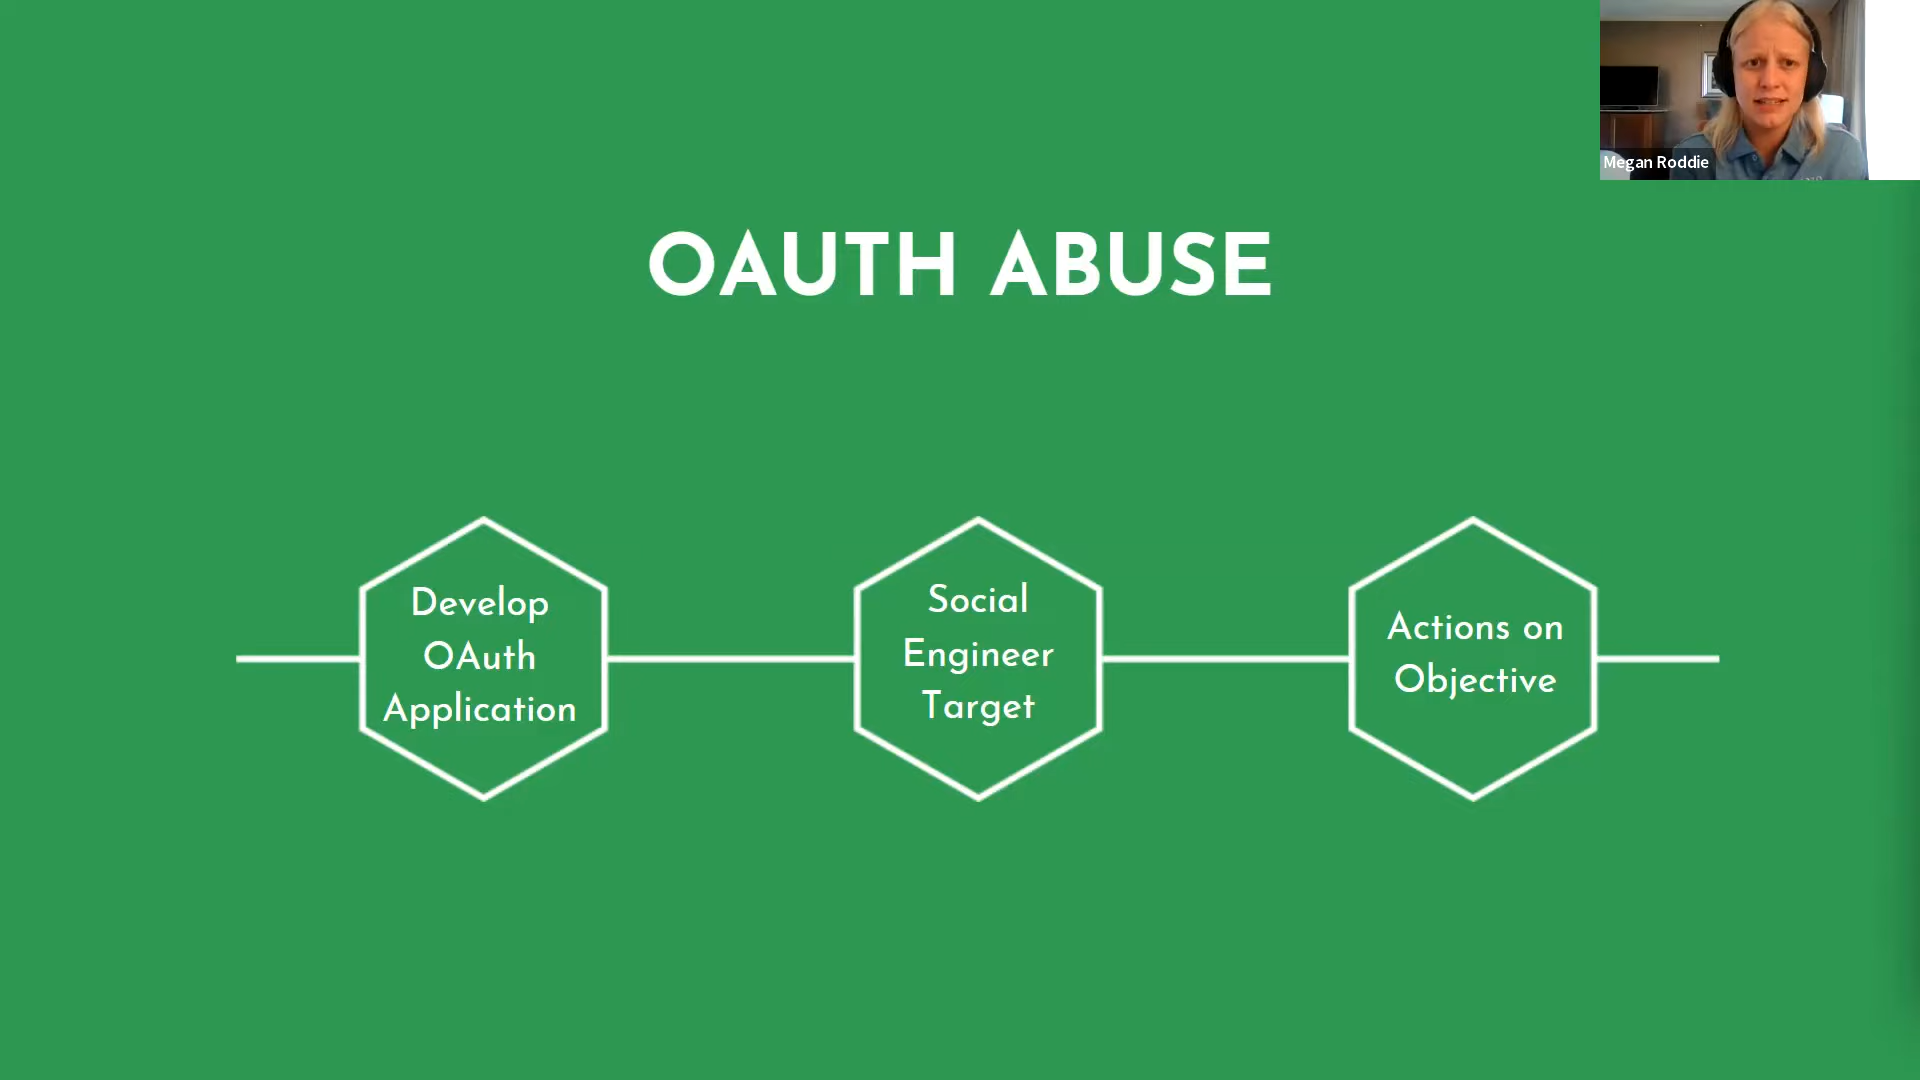 Megan Roddie
OAUTH ABUSE
Develop
OAuth
Application
Social
Engineer
Target
Actions on
Objective